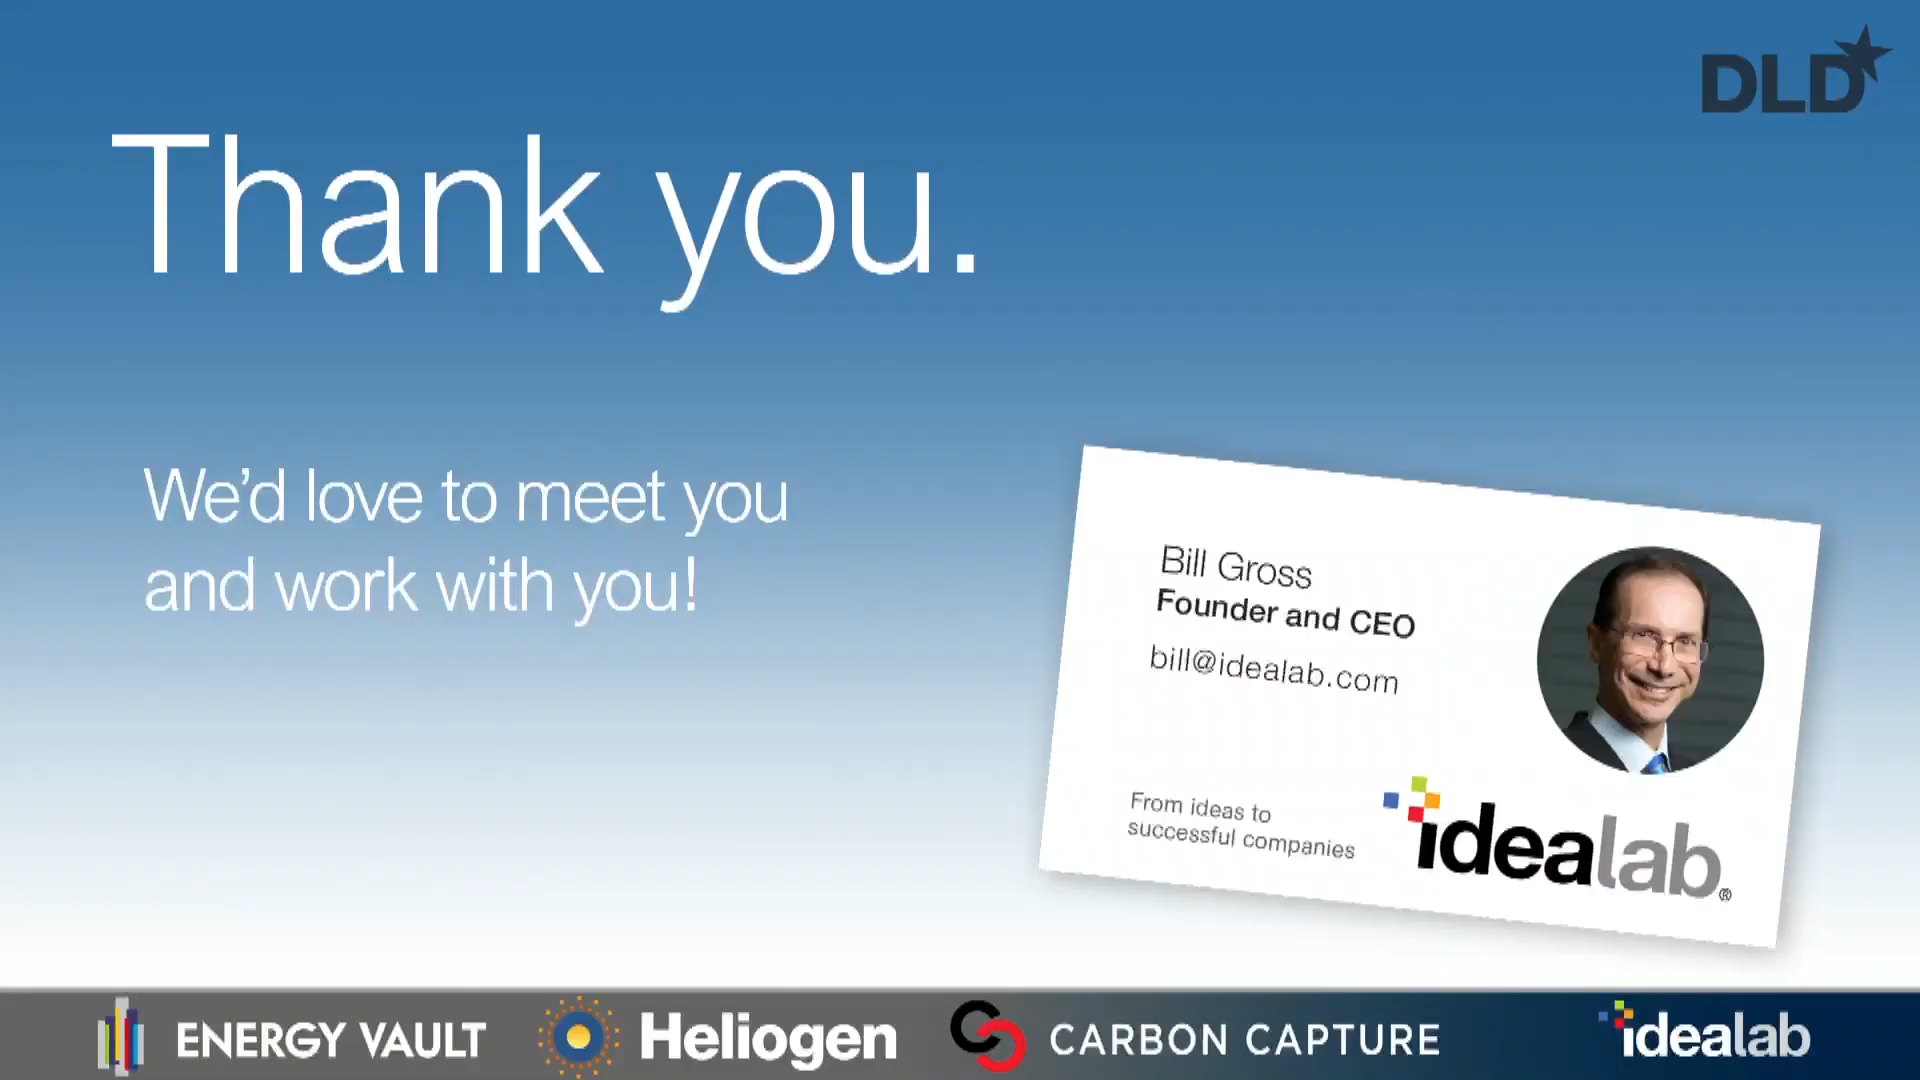 DLD
Thank you.
We'd love to meet you
and work with you!
Bill Gross
Founder and CEO
bill@idealab.com
From ideas to
successful companies
idealab®
ENERGY VAULT
Heliogen
CARBON CAPTURE
idealab